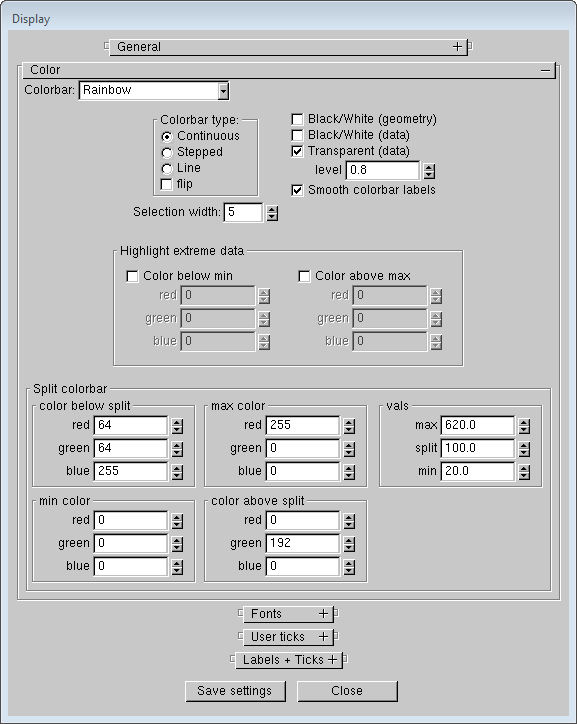 Display
General +
Color −
Colorbar: Rainbow
Colorbar type:
Continuous
Stepped
Line
flip
Black/White (geometry)
Black/White (data)
Transparent (data)
level 0.8
Smooth colorbar labels
Selection width: 5
Highlight extreme data
Color below min
red 0
green 0
blue 0
Color above max
red 0
green 0
blue 0
Split colorbar
color below split
red 64
green 64
blue 255
max color
red 255
green 0
blue 0
vals
max 620.0
split 100.0
min 20.0
min color
red 0
green 0
blue 0
color above split
red 0
green 192
blue 0
Fonts +
User ticks +
Labels + Ticks +
Save settings
Close